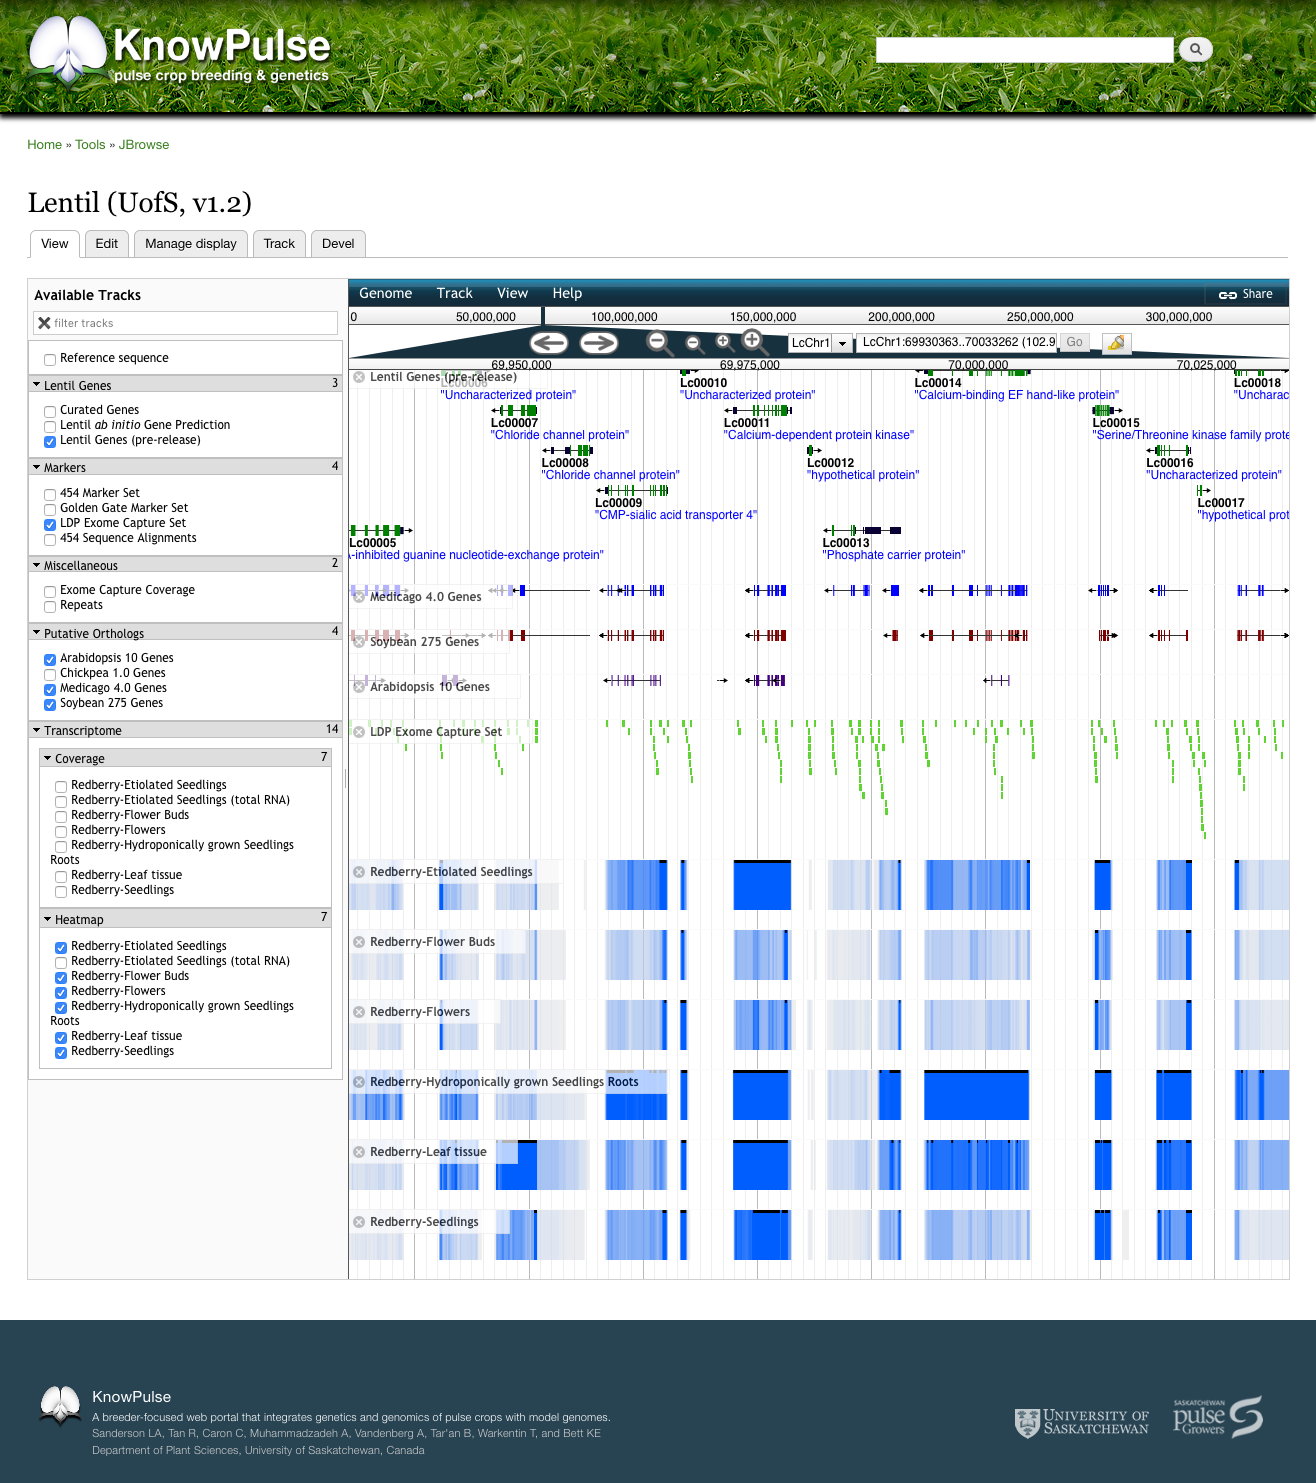 KnowPulse
pulse crop breeding & genetics
Home » Tools » JBrowse
Lentil (UofS, v1.2)
View Edit Manage display Track Devel
Available Tracks
filter tracks
Reference sequence
Lentil Genes 3
Curated Genes
Lentil ab initio Gene Prediction
Lentil Genes (pre-release)
Markers 4
454 Marker Set
Golden Gate Marker Set
LDP Exome Capture Set
454 Sequence Alignments
Miscellaneous 2
Exome Capture Coverage
Repeats
Putative Orthologs 4
Arabidopsis 10 Genes
Chickpea 1.0 Genes
Medicago 4.0 Genes
Soybean 275 Genes
Transcriptome 14
Coverage 7
Redberry-Etiolated Seedlings
Redberry-Etiolated Seedlings (total RNA)
Redberry-Flower Buds
Redberry-Flowers
Redberry-Hydroponically grown Seedlings
Roots
Redberry-Leaf tissue
Redberry-Seedlings
Heatmap 7
Redberry-Etiolated Seedlings
Redberry-Etiolated Seedlings (total RNA)
Redberry-Flower Buds
Redberry-Flowers
Redberry-Hydroponically grown Seedlings
Roots
Redberry-Leaf tissue
Redberry-Seedlings
Genome Track View Help Share
0 50,000,000 100,000,000 150,000,000 200,000,000 250,000,000 300,000,000
LcChr1 LcChr1:69930363..70033262 (102.9 Go
69,950,000 69,975,000 70,000,000 70,025,000
Lentil Genes (pre-release)
Lc00006 Lc00010 Lc00014 Lc00018
"Uncharacterized protein" "Uncharacterized protein" "Calcium-binding EF hand-like protein" "Uncharac
Lc00007 Lc00011 Lc00015
"Chloride channel protein" "Calcium-dependent protein kinase" "Serine/Threonine kinase family prote
Lc00008 Lc00012 Lc00016
"Chloride channel protein" "hypothetical protein" "Uncharacterized protein"
Lc00009 Lc00017
"CMP-sialic acid transporter 4" "hypothetical prot
Lc00005 Lc00013
-inhibited guanine nucleotide-exchange protein" "Phosphate carrier protein"
Medicago 4.0 Genes
Soybean 275 Genes
Arabidopsis 10 Genes
LDP Exome Capture Set
Redberry-Etiolated Seedlings
Redberry-Flower Buds
Redberry-Flowers
Redberry-Hydroponically grown Seedlings Roots
Redberry-Leaf tissue
Redberry-Seedlings
KnowPulse
A breeder-focused web portal that integrates genetics and genomics of pulse crops with model genomes.
Sanderson LA, Tan R, Caron C, Muhammadzadeh A, Vandenberg A, Tar'an B, Warkentin T, and Bett KE
Department of Plant Sciences, University of Saskatchewan, Canada
UNIVERSITY OF
SASKATCHEWAN
SASKATCHEWAN
pulse
Growers